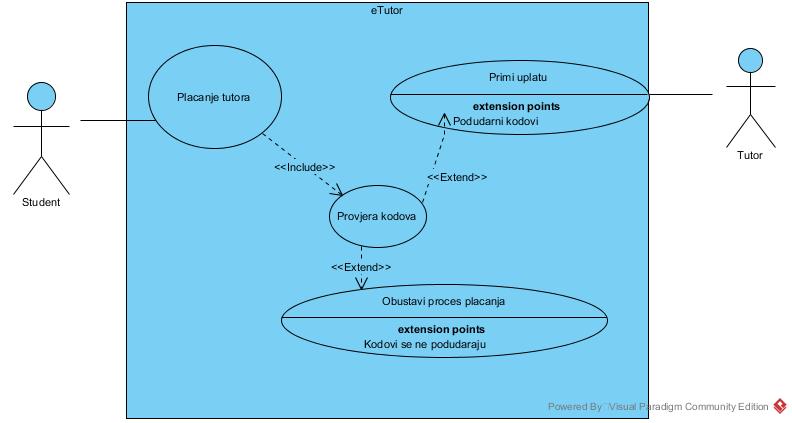 eTutor
Placanje tutora
Primi uplatu
extension points
Podudarni kodovi
Student
Tutor
<<Include>>
<<Extend>>
Provjera kodova
<<Extend>>
Obustavi proces placanja
extension points
Kodovi se ne podudaraju
Powered By Visual Paradigm Community Edition